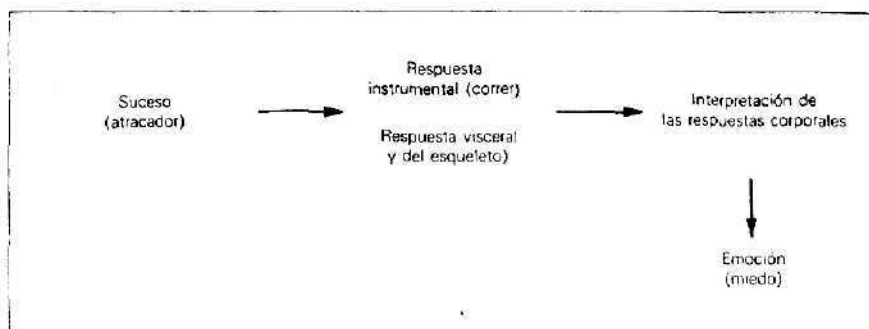 Suceso
(atracador)
Respuesta
instrumental (correr)
Respuesta visceral
y del esqueleto)
Interpretación de
las respuestas corporales
Emoción
(miedo)